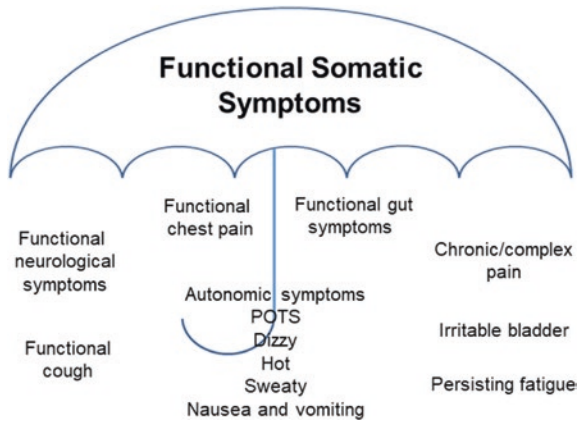 Functional Somatic
Symptoms
Functional
chest pain
Functional gut
symptoms
Functional
neurological
symptoms
Chronic/complex
pain
Autonomic symptoms
POTS
Dizzy
Hot
Sweaty
Nausea and vomiting
Functional
cough
Irritable bladder
Persisting fatigue